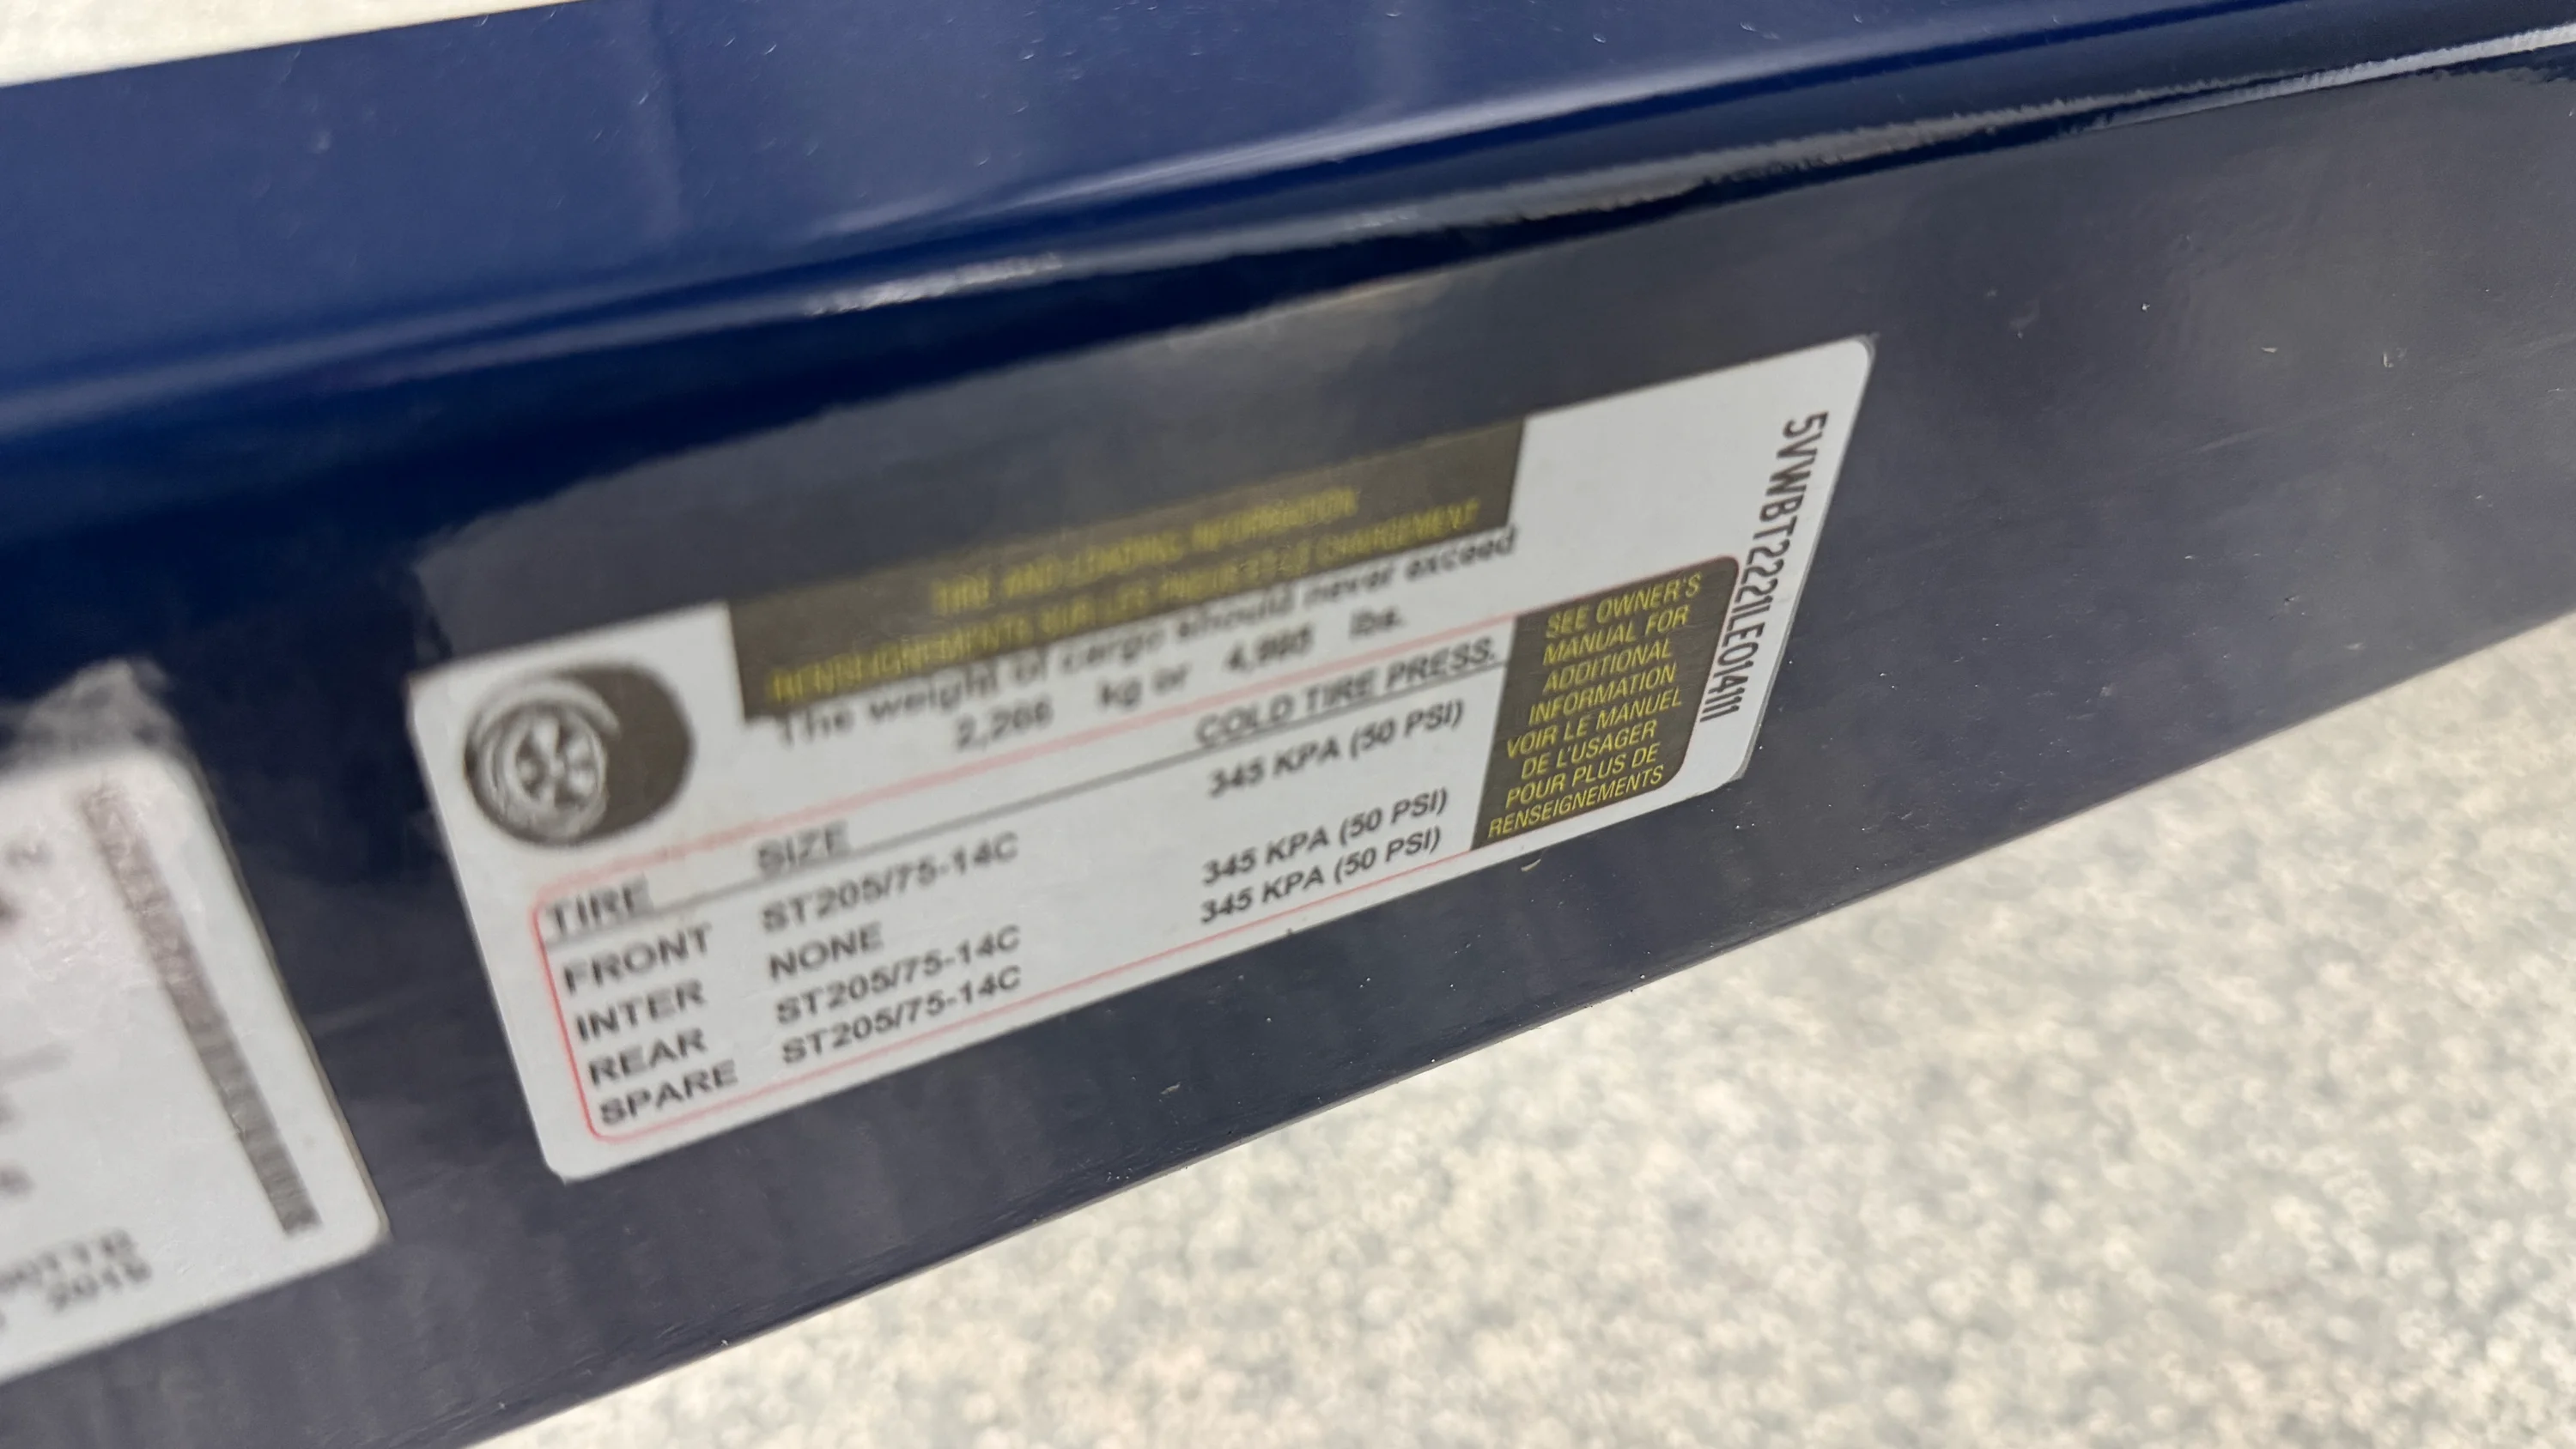 TIRE AND LOADING INFORMATION
RENSEIGNEMENTS SUR LES PNEUS ET LE CHARGEMENT
The weight of cargo should never exceed
2,266 kg or 4,995 lbs.
TIRE SIZE COLD TIRE PRESS.
FRONT ST205/75-14C 345 KPA (50 PSI)
INTER NONE
REAR ST205/75-14C 345 KPA (50 PSI)
SPARE ST205/75-14C 345 KPA (50 PSI)
SEE OWNER'S
MANUAL FOR
ADDITIONAL
INFORMATION
VOIR LE MANUEL
DE L'USAGER
POUR PLUS DE
RENSEIGNEMENTS
2019